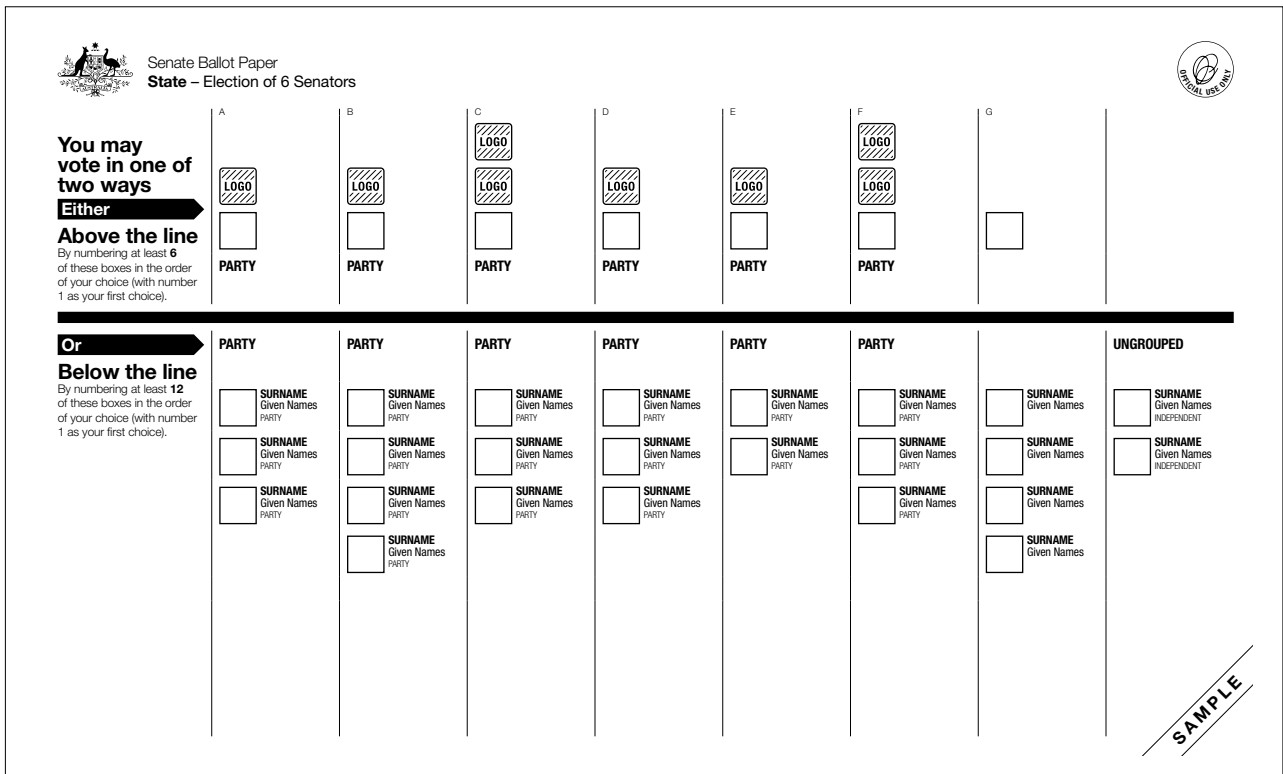 Senate Ballot Paper
State – Election of 6 Senators
OFFICIAL USE ONLY
AUSTRALIA
You may
vote in one of
two ways
Either
Above the line
By numbering at least 6
of these boxes in the order
of your choice (with number
1 as your first choice).
A B C D E F G
LOGO LOGO
LOGO LOGO LOGO LOGO LOGO LOGO
PARTY PARTY PARTY PARTY PARTY PARTY
Or
Below the line
By numbering at least 12
of these boxes in the order
of your choice (with number
1 as your first choice).
PARTY PARTY PARTY PARTY PARTY PARTY UNGROUPED
SURNAME SURNAME SURNAME SURNAME SURNAME SURNAME SURNAME SURNAME
Given Names Given Names Given Names Given Names Given Names Given Names Given Names Given Names
PARTY PARTY PARTY PARTY PARTY PARTY INDEPENDENT
SURNAME SURNAME SURNAME SURNAME SURNAME SURNAME SURNAME SURNAME
Given Names Given Names Given Names Given Names Given Names Given Names Given Names Given Names
PARTY PARTY PARTY PARTY PARTY PARTY INDEPENDENT
SURNAME SURNAME SURNAME SURNAME SURNAME SURNAME
Given Names Given Names Given Names Given Names Given Names Given Names
PARTY PARTY PARTY PARTY PARTY
SURNAME SURNAME
Given Names Given Names
PARTY
SAMPLE